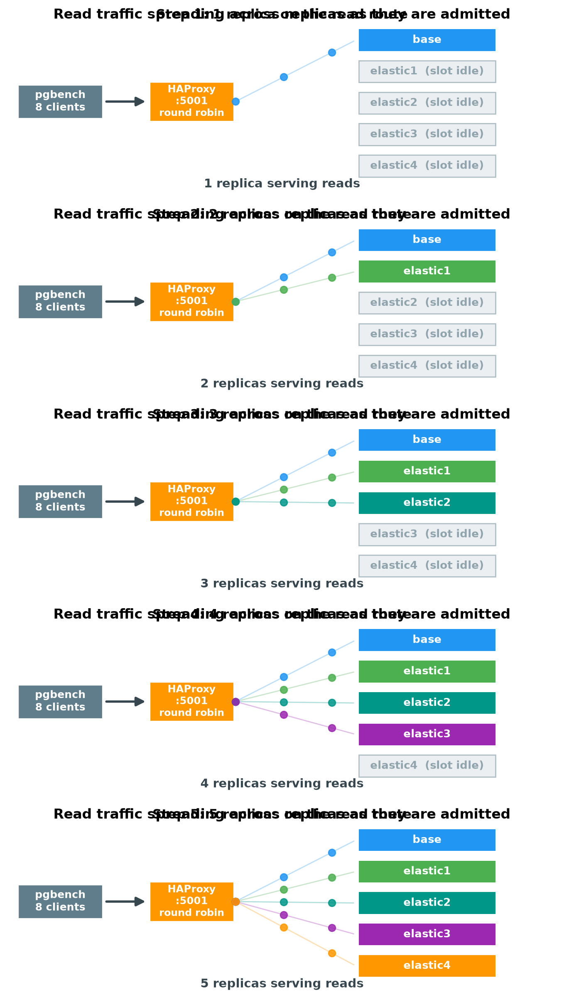 Read traffic spreading across replicas as they are admitted
Step 1: 1 replica on the read route
base
elastic1 (slot idle)
pgbench
8 clients
HAProxy
:5001
round robin
elastic2 (slot idle)
elastic3 (slot idle)
elastic4 (slot idle)
1 replica serving reads
Read traffic spreading across replicas as they are admitted
Step 2: 2 replicas on the read route
base
elastic1
pgbench
8 clients
HAProxy
:5001
round robin
elastic2 (slot idle)
elastic3 (slot idle)
elastic4 (slot idle)
2 replicas serving reads
Read traffic spreading across replicas as they are admitted
Step 3: 3 replicas on the read route
base
elastic1
pgbench
8 clients
HAProxy
:5001
round robin
elastic2
elastic3 (slot idle)
elastic4 (slot idle)
3 replicas serving reads
Read traffic spreading across replicas as they are admitted
Step 4: 4 replicas on the read route
base
elastic1
pgbench
8 clients
HAProxy
:5001
round robin
elastic2
elastic3
elastic4 (slot idle)
4 replicas serving reads
Read traffic spreading across replicas as they are admitted
Step 5: 5 replicas on the read route
base
elastic1
pgbench
8 clients
HAProxy
:5001
round robin
elastic2
elastic3
elastic4
5 replicas serving reads